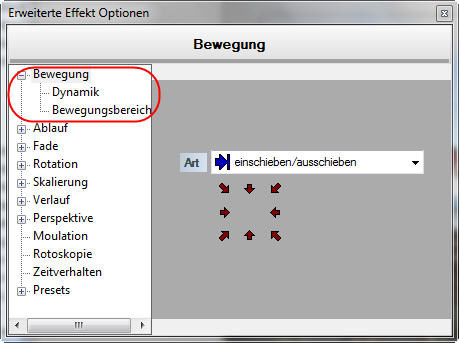 Erweiterte Effekt Optionen
Bewegung
Bewegung
Dynamik
Bewegungsbereich
Ablauf
Fade
Rotation
Skalierung
Verlauf
Perspektive
Moulation
Rotoskopie
Zeitverhalten
Presets
Art
einschieben/ausschieben